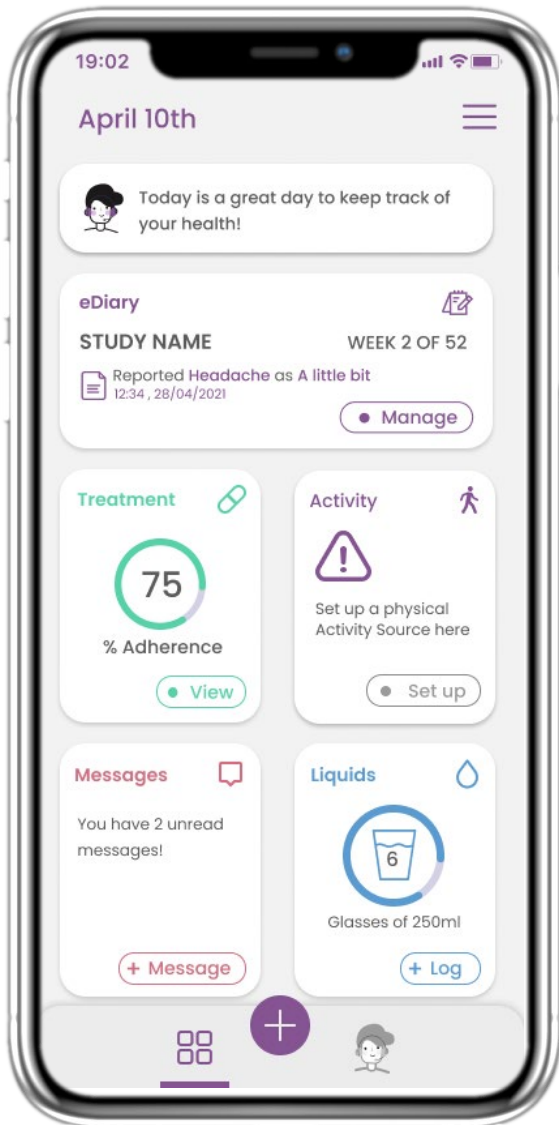 19:02
April 10th
Today is a great day to keep track of
your health!
eDiary
STUDY NAME
WEEK 2 OF 52
Reported Headache as A little bit
12:34 , 28/04/2021
Manage
Treatment
75
% Adherence
View
Activity
Set up a physical
Activity Source here
Set up
Messages
You have 2 unread
messages!
+ Message
Liquids
6
Glasses of 250ml
+ Log